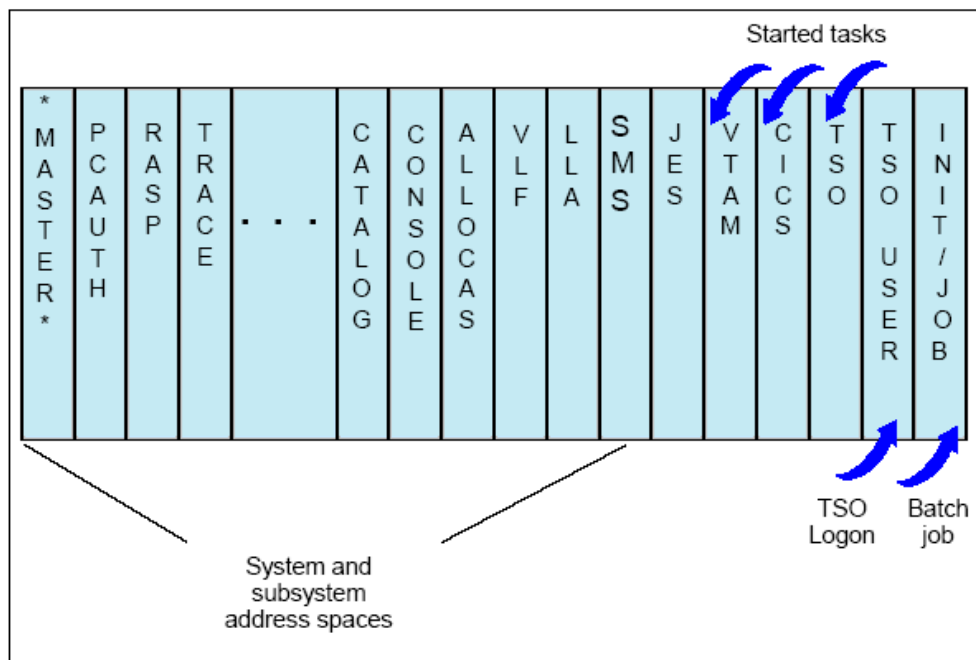 Started tasks
*MASTER*
PCAUTH
RASP
TRACE
. . .
CATALOG
CONSOLE
ALLOCAS
VLF
LLA
SMS
JES
VTAM
CICS
TSO
TSO USER
INIT/JOB
TSO
Logon
Batch
job
System and
subsystem
address spaces